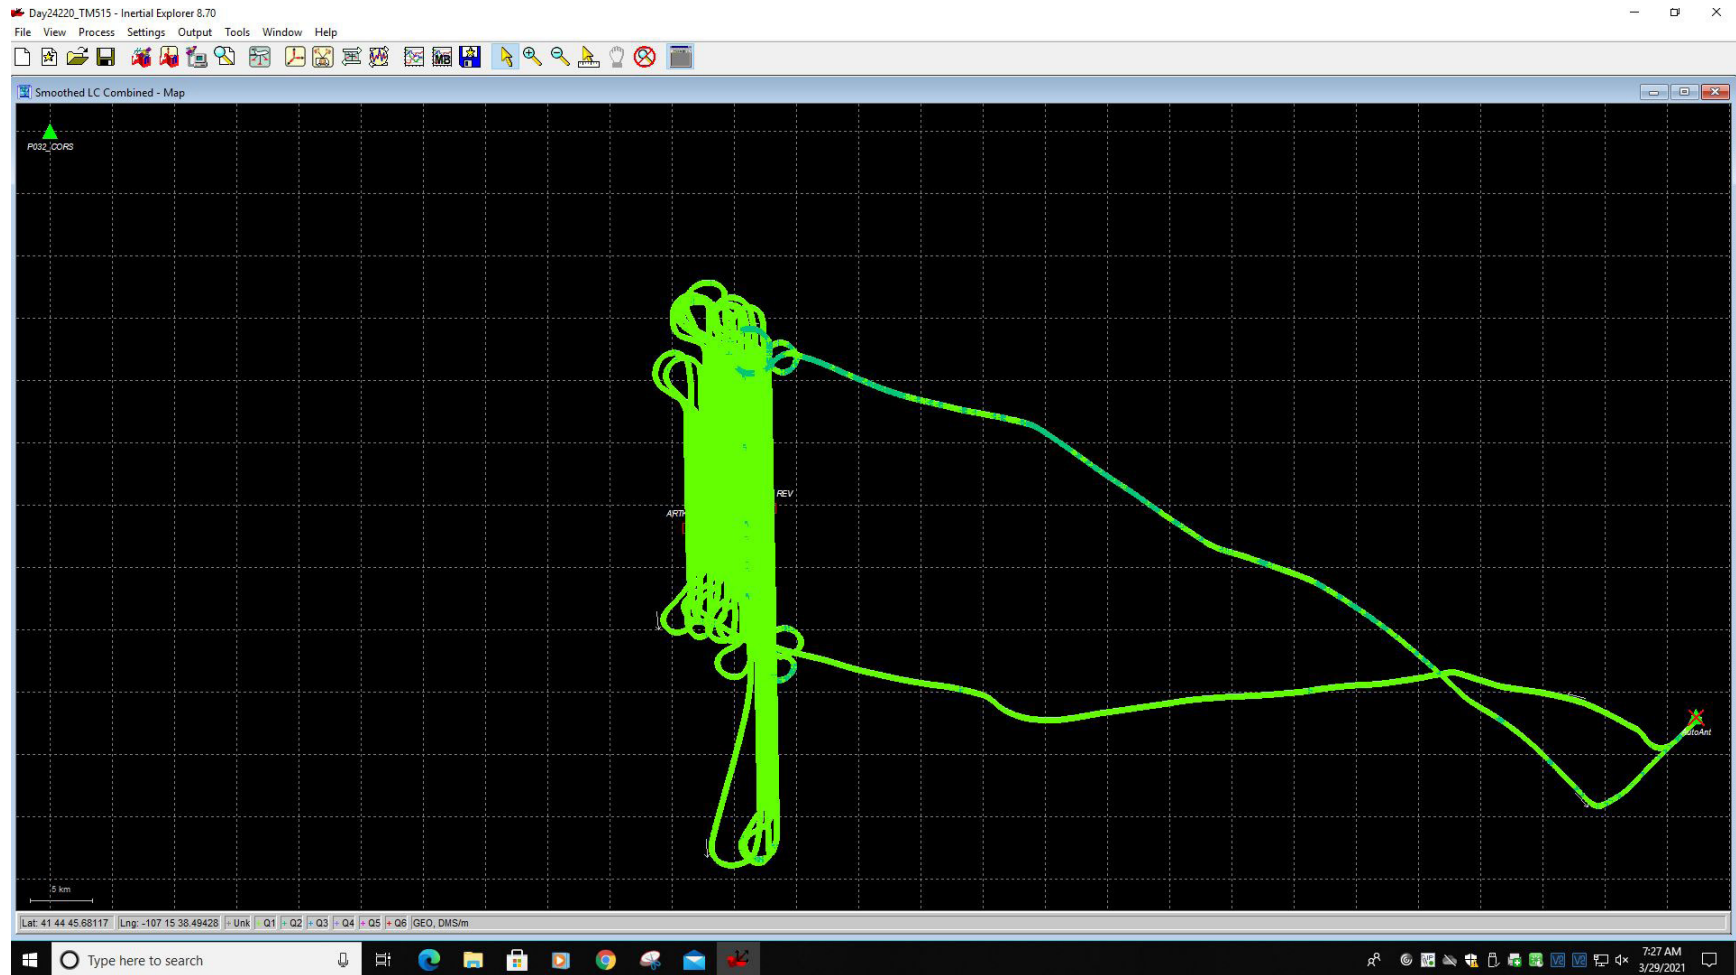 Day24220_TM515 - Inertial Explorer 8.70
File View Process Settings Output Tools Window Help
Smoothed LC Combined - Map
P032_CORS
REV
AutoAnt
5 km
Lat: 41 44 45.68117 Lng: -107 15 38.49428 Unk Q1 Q2 Q3 Q4 Q5 Q6 GEO, DMS/m
Type here to search
7:27 AM
3/29/2021